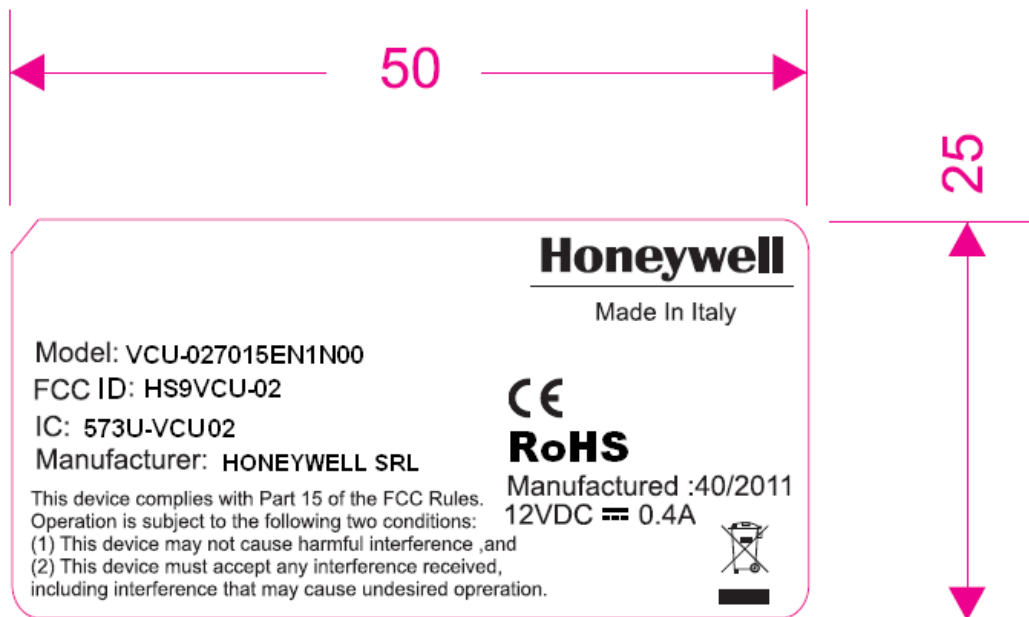 50
25
Honeywell
Made In Italy
Model: VCU-027015EN1N00
FCC ID: HS9VCU-02
IC: 573U-VCU02
Manufacturer: HONEYWELL SRL
CE
RoHS
Manufactured :40/2011
12VDC 0.4A
This device complies with Part 15 of the FCC Rules.
Operation is subject to the following two conditions:
(1) This device may not cause harmful interference ,and
(2) This device must accept any interference received,
including interference that may cause undesired opreration.